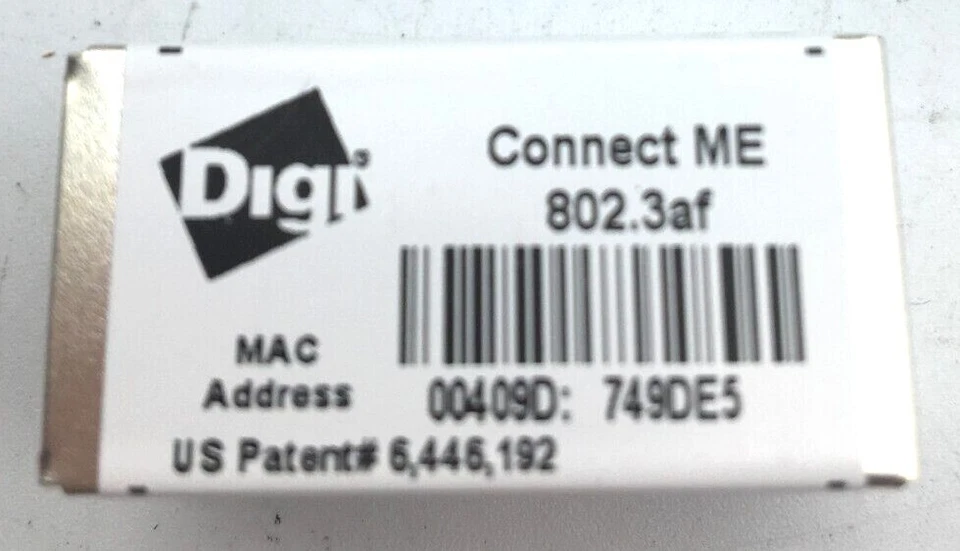 Digi
Connect ME
802.3af
MAC
Address
00409D: 749DE5
US Patent# 6,446,192